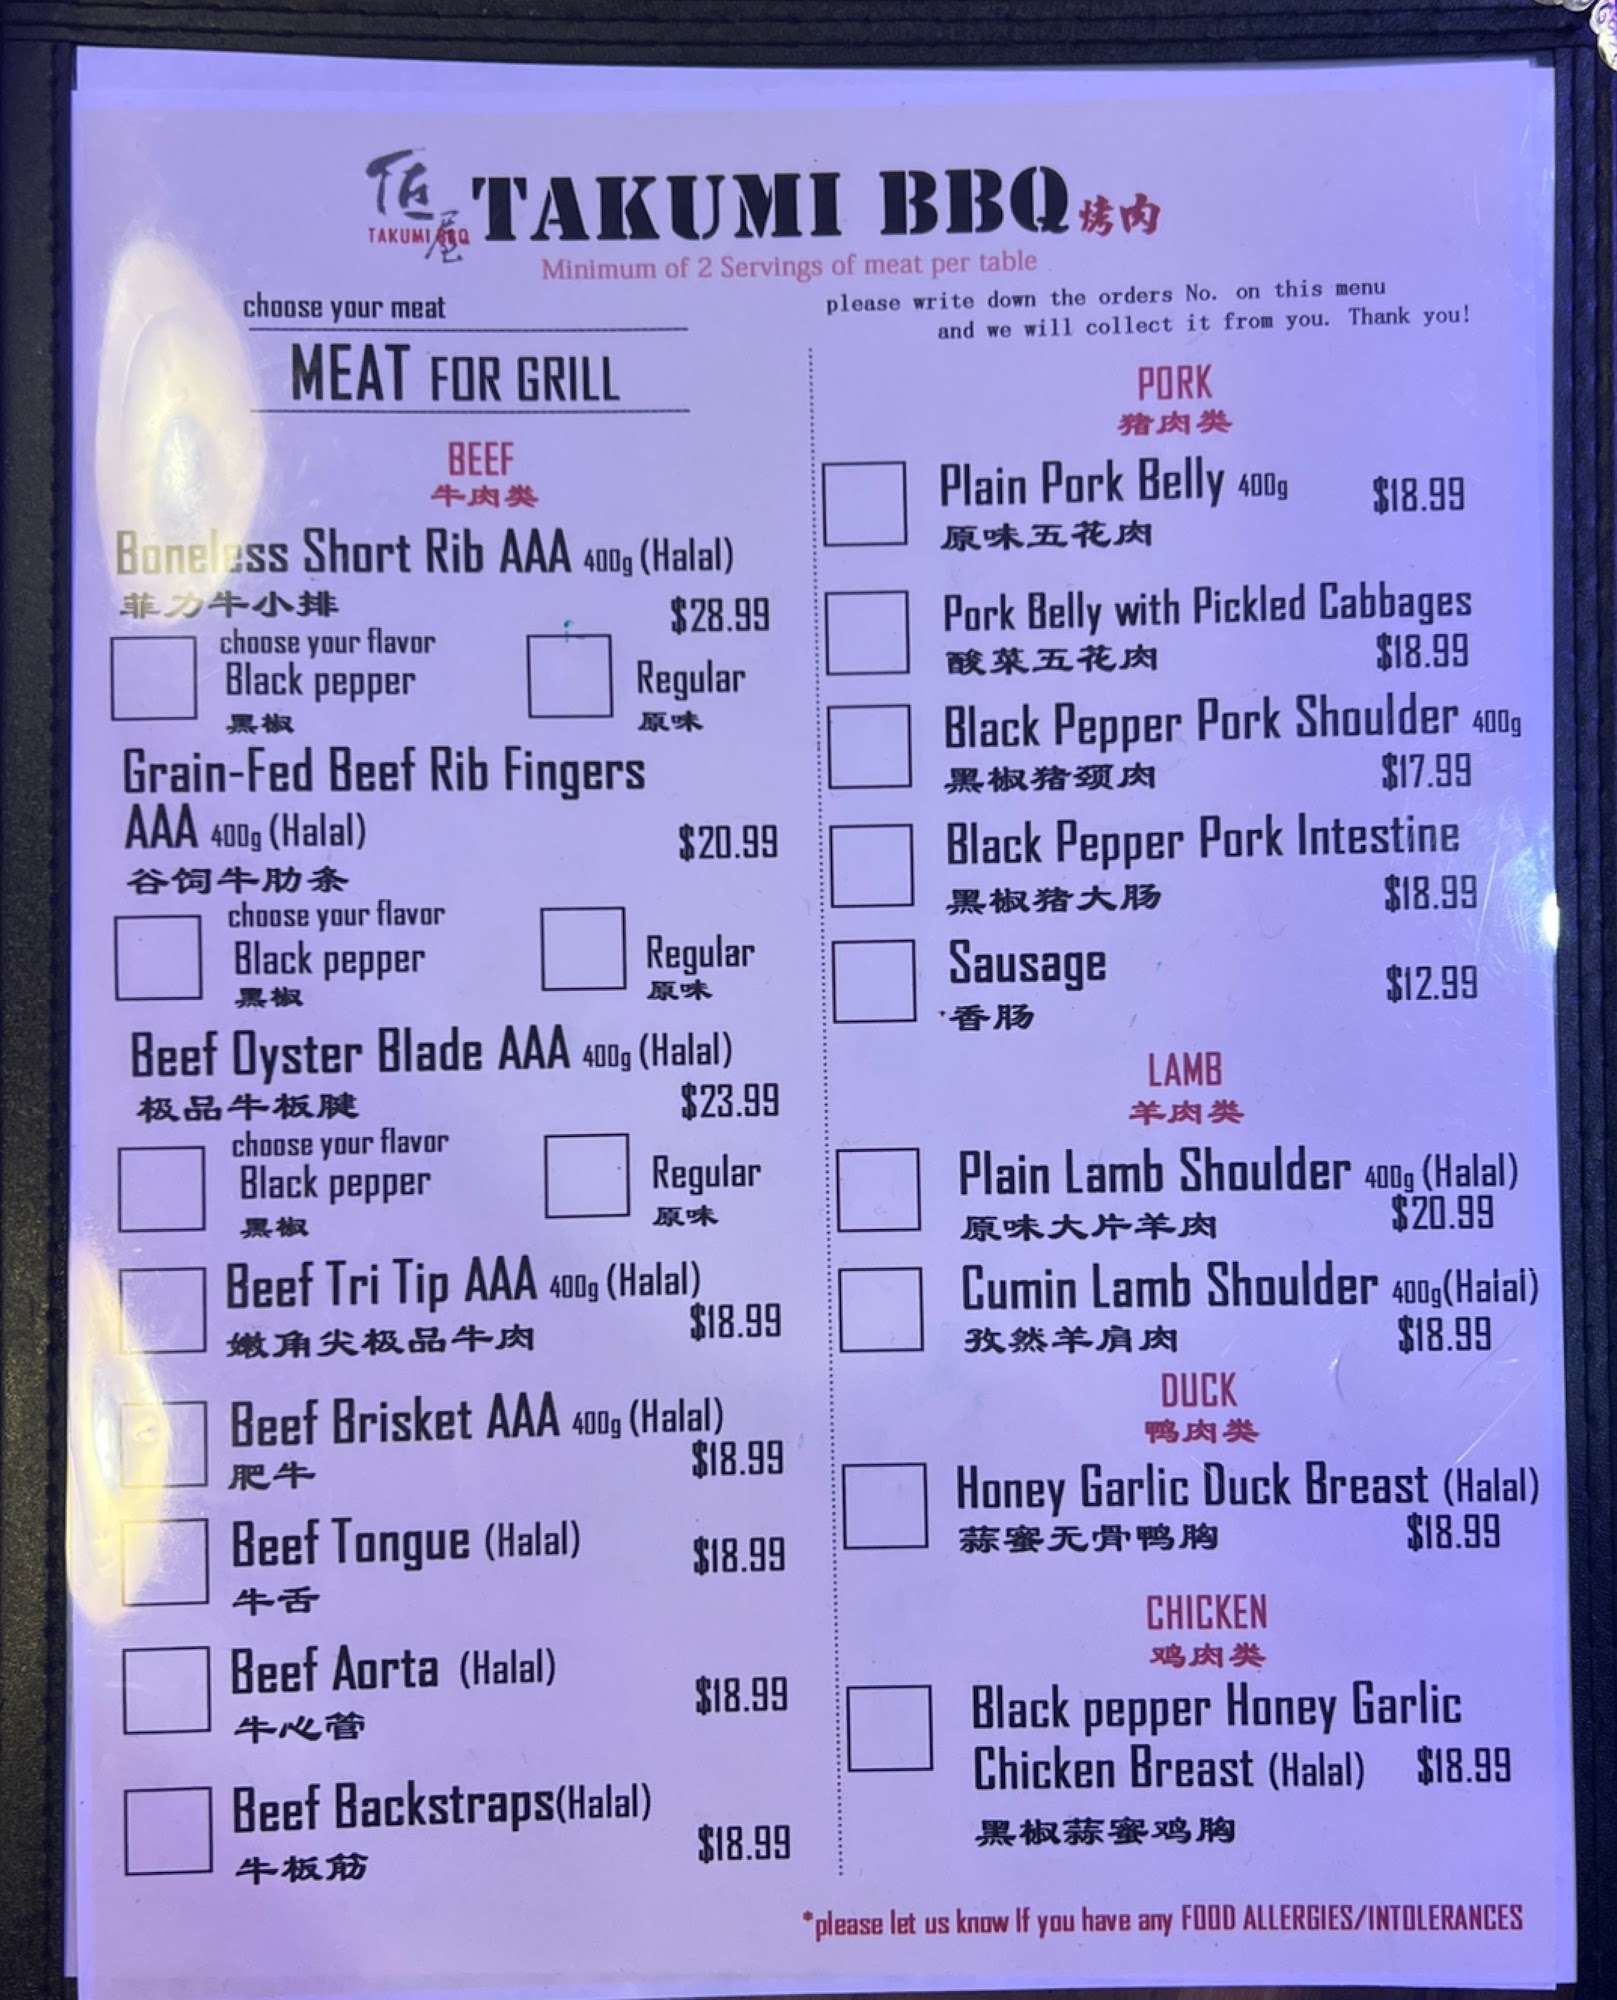 佰屋
TAKUMI BBQ
TAKUMI BBQ 烤肉
Minimum of 2 Servings of meat per table
choose your meat
MEAT FOR GRILL
BEEF
牛肉类
Boneless Short Rib AAA 400g (Halal)
菲力牛小排 $28.99
choose your flavor
Black pepper Regular
黑椒 原味
Grain-Fed Beef Rib Fingers
AAA 400g (Halal) $20.99
谷饲牛肋条
choose your flavor
Black pepper Regular
黑椒 原味
Beef Oyster Blade AAA 400g (Halal)
极品牛板腱 $23.99
choose your flavor
Black pepper Regular
黑椒 原味
Beef Tri Tip AAA 400g (Halal)
嫩角尖极品牛肉 $18.99
Beef Brisket AAA 400g (Halal)
肥牛 $18.99
Beef Tongue (Halal) $18.99
牛舌
Beef Aorta (Halal) $18.99
牛心管
Beef Backstraps(Halal) $18.99
牛板筋
please write down the orders No. on this menu
and we will collect it from you. Thank you!
PORK
猪肉类
Plain Pork Belly 400g $18.99
原味五花肉
Pork Belly with Pickled Cabbages
酸菜五花肉 $18.99
Black Pepper Pork Shoulder 400g
黑椒猪颈肉 $17.99
Black Pepper Pork Intestine
黑椒猪大肠 $18.99
Sausage $12.99
香肠
LAMB
羊肉类
Plain Lamb Shoulder 400g (Halal)
原味大片羊肉 $20.99
Cumin Lamb Shoulder 400g(Halal)
孜然羊肩肉 $18.99
DUCK
鸭肉类
Honey Garlic Duck Breast (Halal)
蒜蜜无骨鸭胸 $18.99
CHICKEN
鸡肉类
Black pepper Honey Garlic
Chicken Breast (Halal) $18.99
黑椒蒜蜜鸡胸
*please let us know If you have any FOOD ALLERGIES/INTOLERANCES